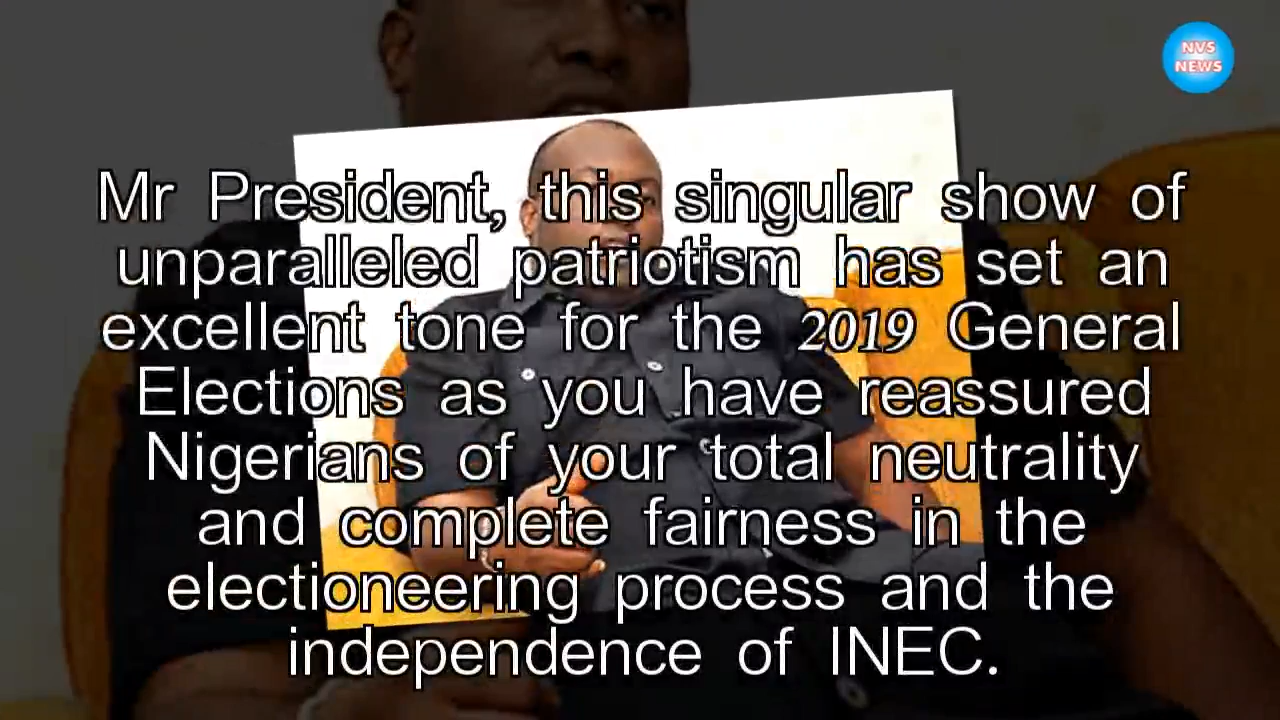 NVS
NEWS
Mr President, this singular show of
unparalleled patriotism has set an
excellent tone for the 2019 General
Elections as you have reassured
Nigerians of your total neutrality
and complete fairness in the
electioneering process and the
independence of INEC.